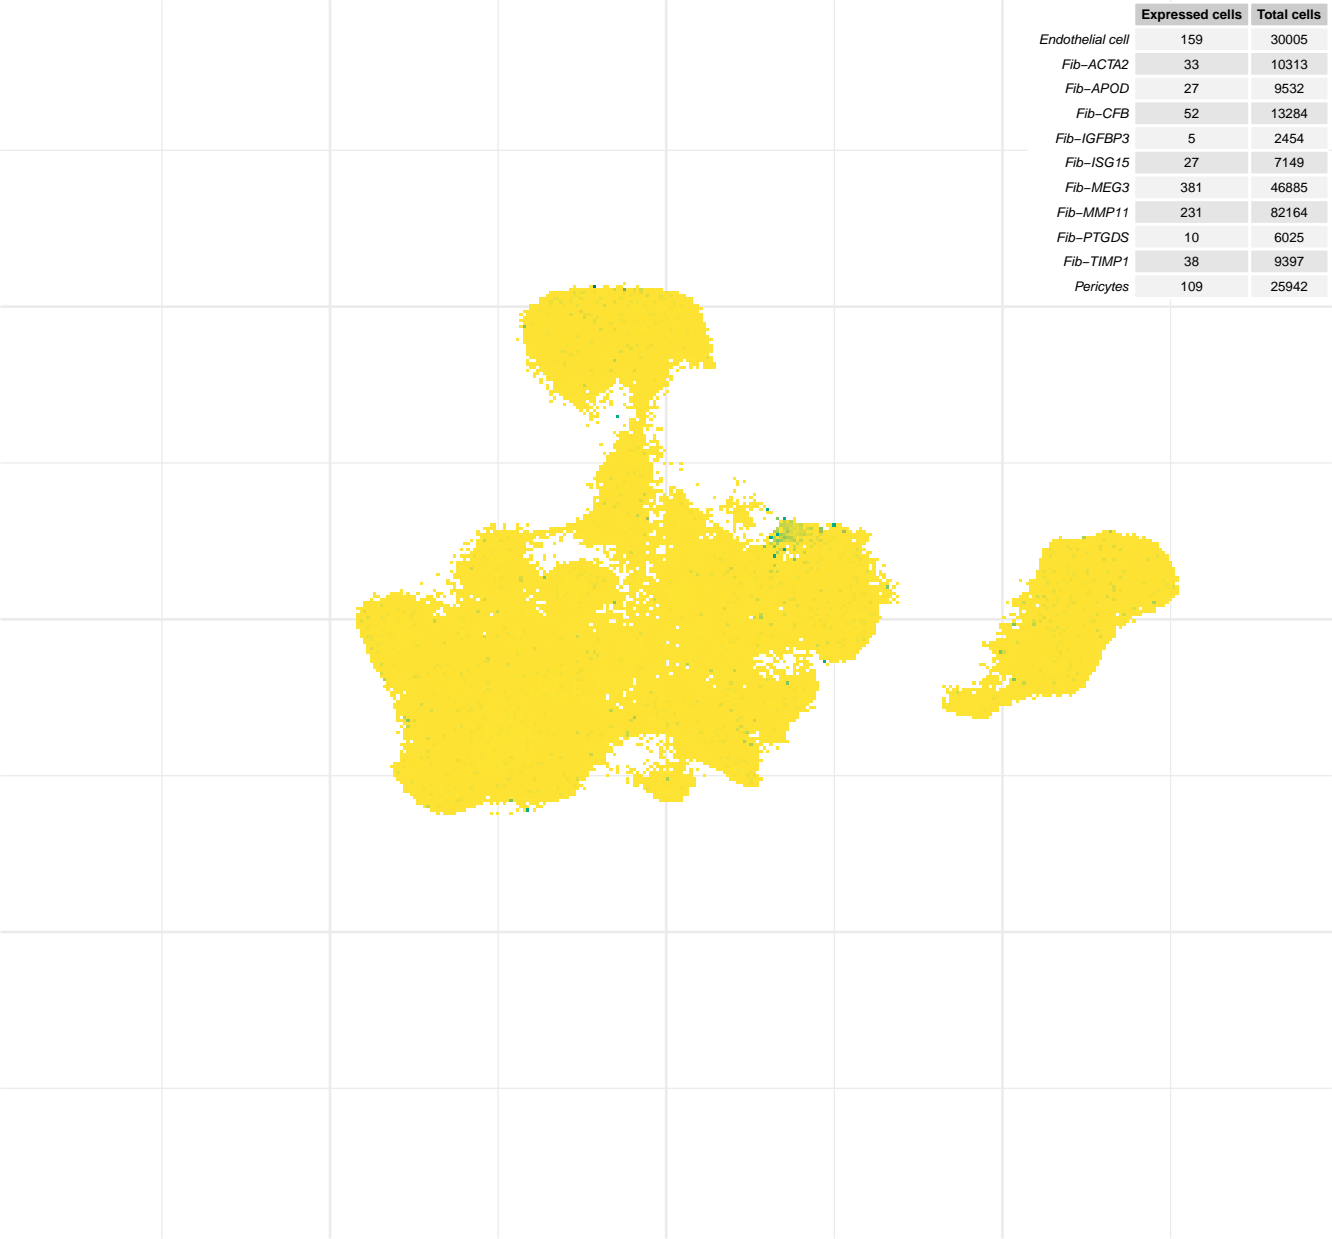 Expressed cells Total cells
Endothelial cell 159 30005
Fib−ACTA2 33 10313
Fib−APOD 27 9532
Fib−CFB 52 13284
Fib−IGFBP3 5 2454
Fib−ISG15 27 7149
Fib−MEG3 381 46885
Fib−MMP11 231 82164
Fib−PTGDS 10 6025
Fib−TIMP1 38 9397
Pericytes 109 25942